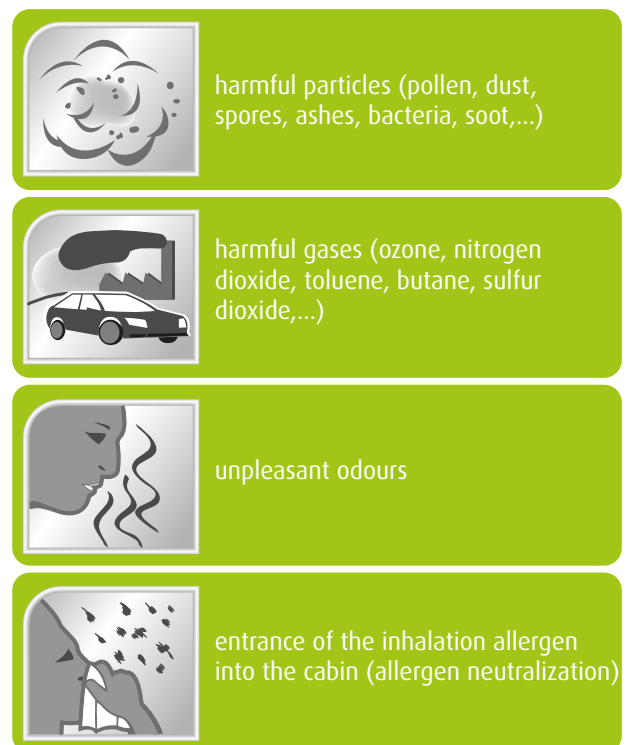 harmful particles (pollen, dust,
spores, ashes, bacteria, soot,...)
harmful gases (ozone, nitrogen
dioxide, toluene, butane, sulfur
dioxide,...)
unpleasant odours
entrance of the inhalation allergen
into the cabin (allergen neutralization)